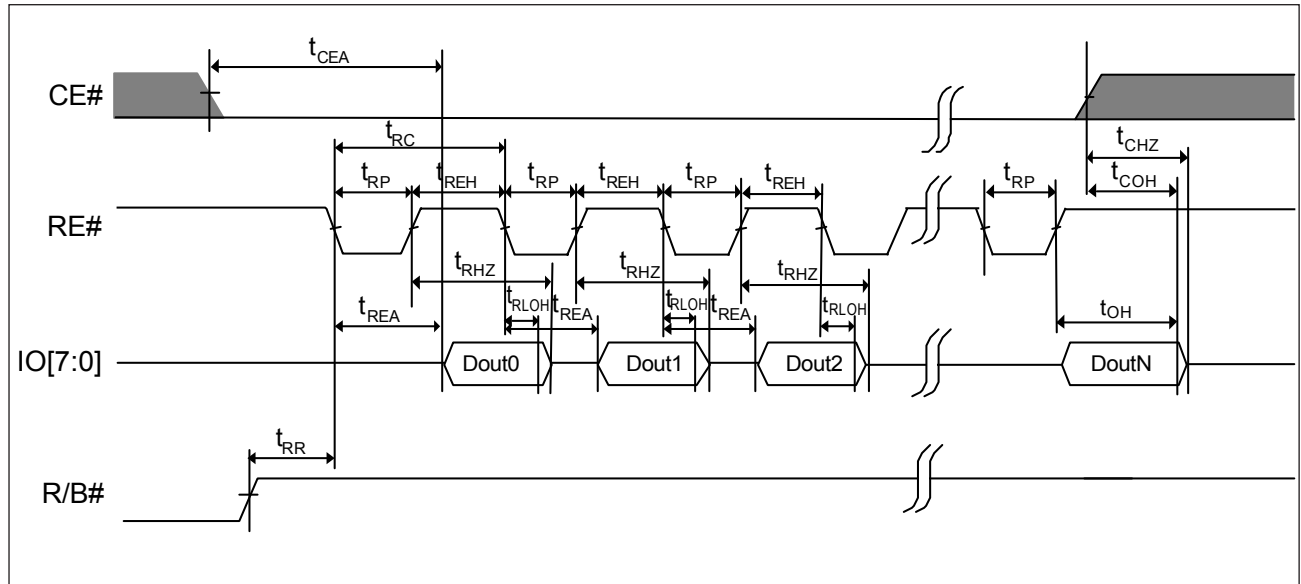 tCEA
CE#
tRC
tCHZ
tRP tREH tRP tREH tRP tREH tRP tCOH
RE#
tRHZ tRHZ tRHZ
tREA tRLOH tREA tRLOH tREA tRLOH tOH
IO[7:0] Dout0 Dout1 Dout2 DoutN
tRR
R/B#